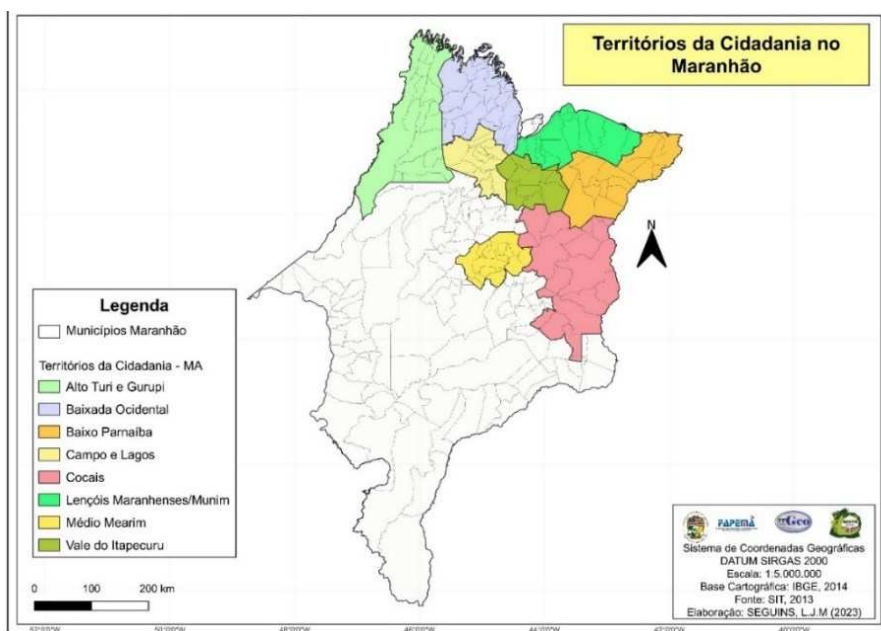 Territórios da Cidadania no
Maranhão
N
Legenda
Municípios Maranhão
Territórios da Cidadania - MA
Alto Turi e Gurupi
Baixada Ocidental
Baixo Parnaíba
Campo e Lagos
Cocais
Lençóis Maranhenses/Munim
Médio Mearim
Vale do Itapecuru
0 100 200 km
FAPEMA
Geo
Sistema de Coordenadas Geográficas
DATUM SIRGAS 2000
Escala: 1:5.000.000
Base Cartográfica: IBGE, 2014
Fonte: SIT, 2013
Elaboração: SEGUINS, L.J.M (2023)